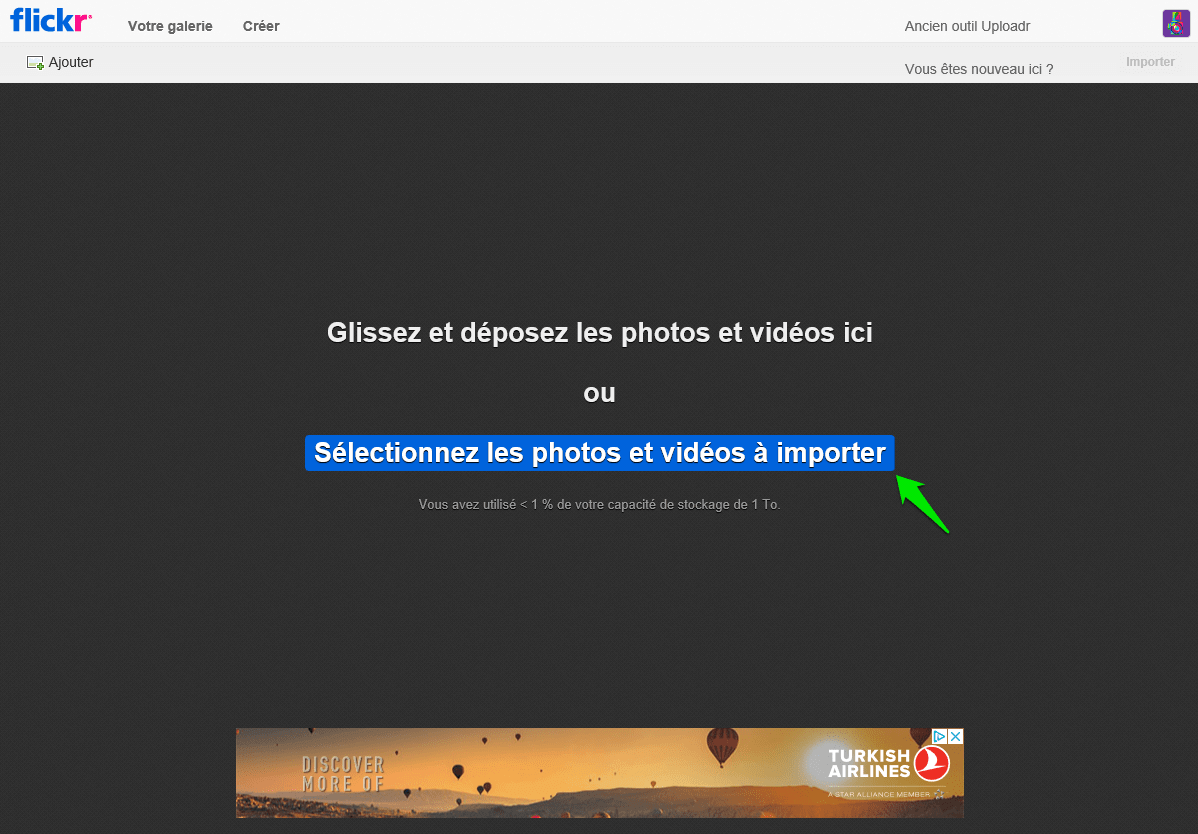 flickr
Votre galerie
Créer
Ancien outil Uploadr
Ajouter
Vous êtes nouveau ici ?
Importer
Glissez et déposez les photos et vidéos ici
ou
Sélectionnez les photos et vidéos à importer
Vous avez utilisé < 1 % de votre capacité de stockage de 1 To.
DISCOVER
MORE OF
TURKISH
AIRLINES
A STAR ALLIANCE MEMBER